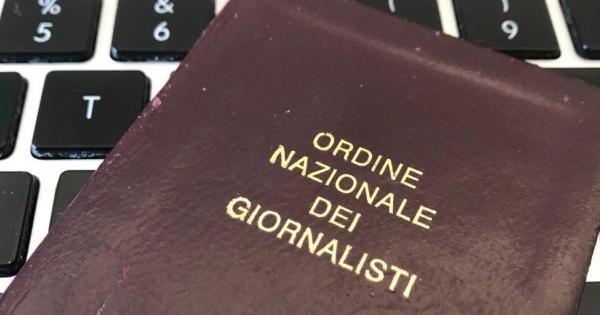 %
5
&
6
(
9
T
ORDINE
NAZIONALE
DEI
GIORNALISTI